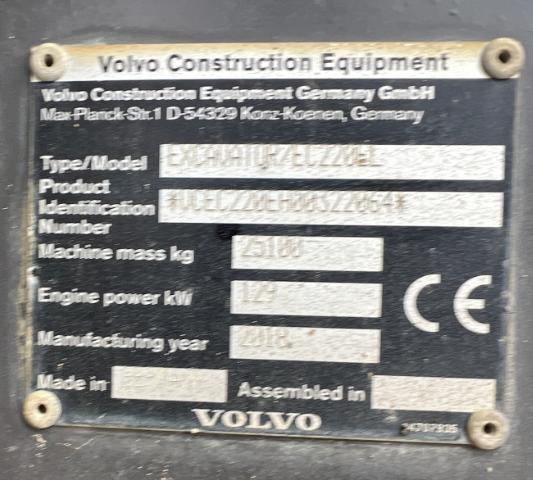 Volvo Construction Equipment
Volvo Construction Equipment Germany GmbH
Max-Planck-Str.1 D-54329 Konz-Koenen, Germany
Type/Model EXCAVATOR/EC220EL
Product
Identification *VCEC220EH00322064*
Number
Machine mass kg 25100
Engine power kW 129
Manufacturing year 2018
CE
Made in Assembled in
VOLVO